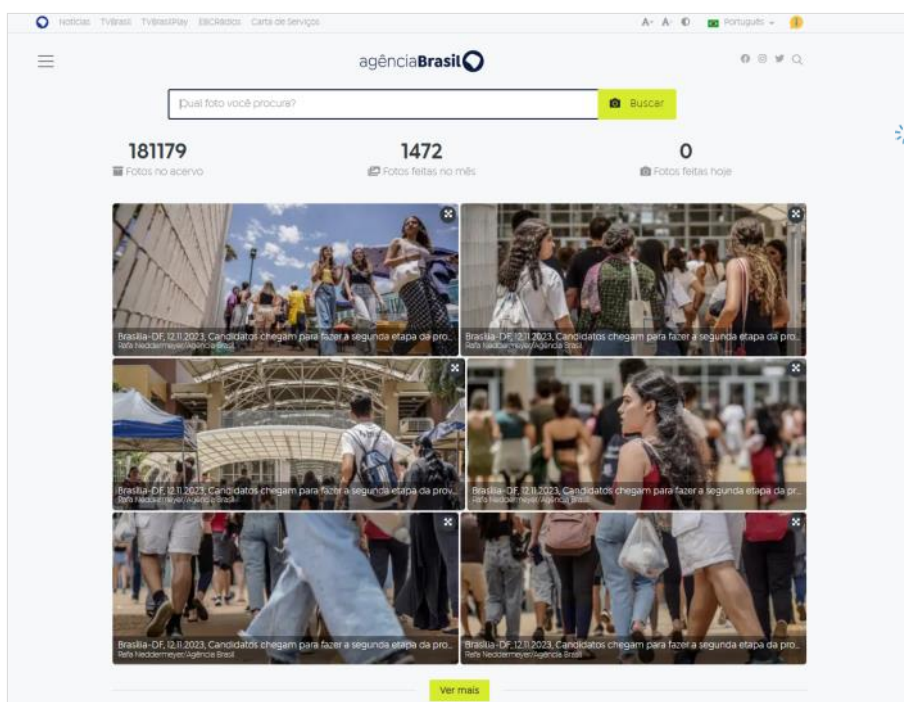 Notícias TVBrasil TVBrasilPlay EBCRádios Carta de Serviços A+ A- Português
agênciaBrasil
Qual foto você procura? Buscar
181179 1472 0
Fotos no acervo Fotos feitas no mês Fotos feitas hoje
Brasília-DF, 12.11.2023, Candidatos chegam para fazer a segunda etapa da pro...
Rafa Neddermeyer/Agência Brasil
Brasília-DF, 12.11.2023, Candidatos chegam para fazer a segunda etapa da pro...
Rafa Neddermeyer/Agência Brasil
Brasília-DF, 12.11.2023, Candidatos chegam para fazer a segunda etapa da prov...
Rafa Neddermeyer/Agência Brasil
Brasília-DF, 12.11.2023, Candidatos chegam para fazer a segunda etapa da pr...
Rafa Neddermeyer/Agência Brasil
Brasília-DF, 12.11.2023, Candidatos chegam para fazer a segunda etapa da pro...
Rafa Neddermeyer/Agência Brasil
Brasília-DF, 12.11.2023, Candidatos chegam para fazer a segunda etapa da pro...
Rafa Neddermeyer/Agência Brasil
Ver mais